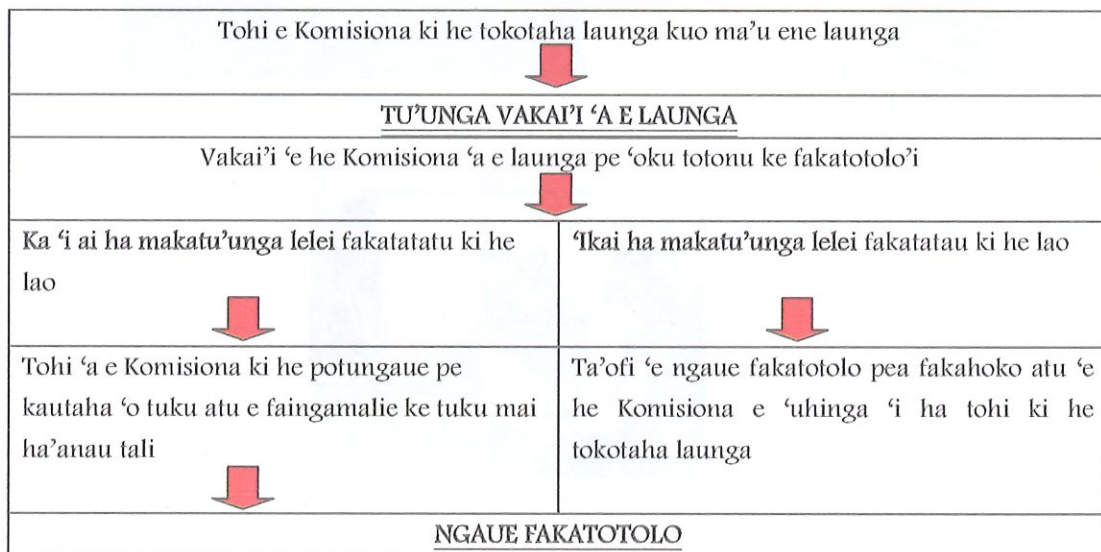 Tohi e Komisiona ki he tokotaha launga kuo ma'u ene launga
TU'UNGA VAKAI'I 'A E LAUNGA
Vakai'i 'e he Komisiona 'a e launga pe 'oku totonu ke fakatotolo'i
Ka 'i ai ha makatu'unga lelei fakatatatu ki he
lao
'Ikai ha makatu'unga lelei fakatatau ki he lao
Tohi 'a e Komisiona ki he potungaue pe
kautaha 'o tuku atu e faingamalie ke tuku mai
ha'anau tali
Ta'ofi 'e ngaue fakatotolo pea fakahoko atu 'e
he Komisiona e 'uhinga 'i ha tohi ki he
tokotaha launga
NGAUE FAKATOTOLO